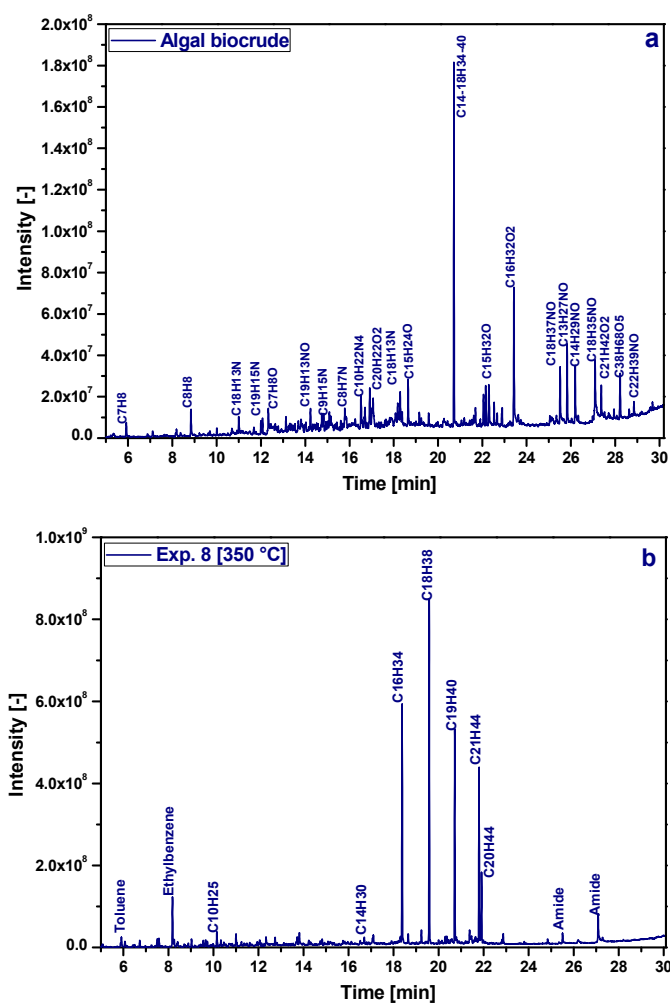 Algal biocrude
a
2.0x10⁸
1.8x10⁸
1.6x10⁸
1.4x10⁸
1.2x10⁸
1.0x10⁸
8.0x10⁷
6.0x10⁷
4.0x10⁷
2.0x10⁷
0.0
Intensity [-]
C7H8
C8H8
C18H13N
C19H15N
C7H8O
C19H13NO
C9H15N
C8H7N
C10H22N4
C20H22O2
C18H13N
C15H24O
C14-18H34-40
C15H32O
C16H32O2
C18H37NO
C13H27NO
C14H29NO
C18H35NO
C21H42O2
C38H68O5
C22H39NO
6 8 10 12 14 16 18 20 22 24 26 28 30
Time [min]
Exp. 8 [350 °C]
b
1.0x10⁹
8.0x10⁸
6.0x10⁸
4.0x10⁸
2.0x10⁸
0.0
Intensity [-]
Toluene
Ethylbenzene
C10H25
C14H30
C16H34
C18H38
C19H40
C21H44
C20H44
Amide
Amide
6 8 10 12 14 16 18 20 22 24 26 28 30
Time [min]